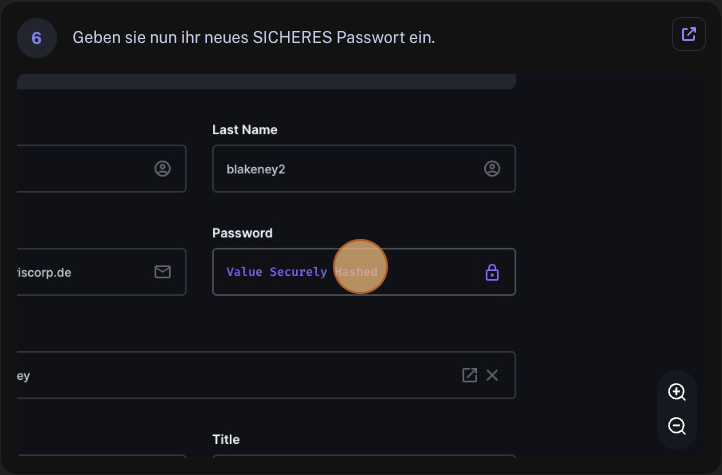 6
Geben sie nun ihr neues SICHERES Passwort ein.
Last Name
blakeney2
Password
riscorp.de
Value Securely Hashed
ey
Title